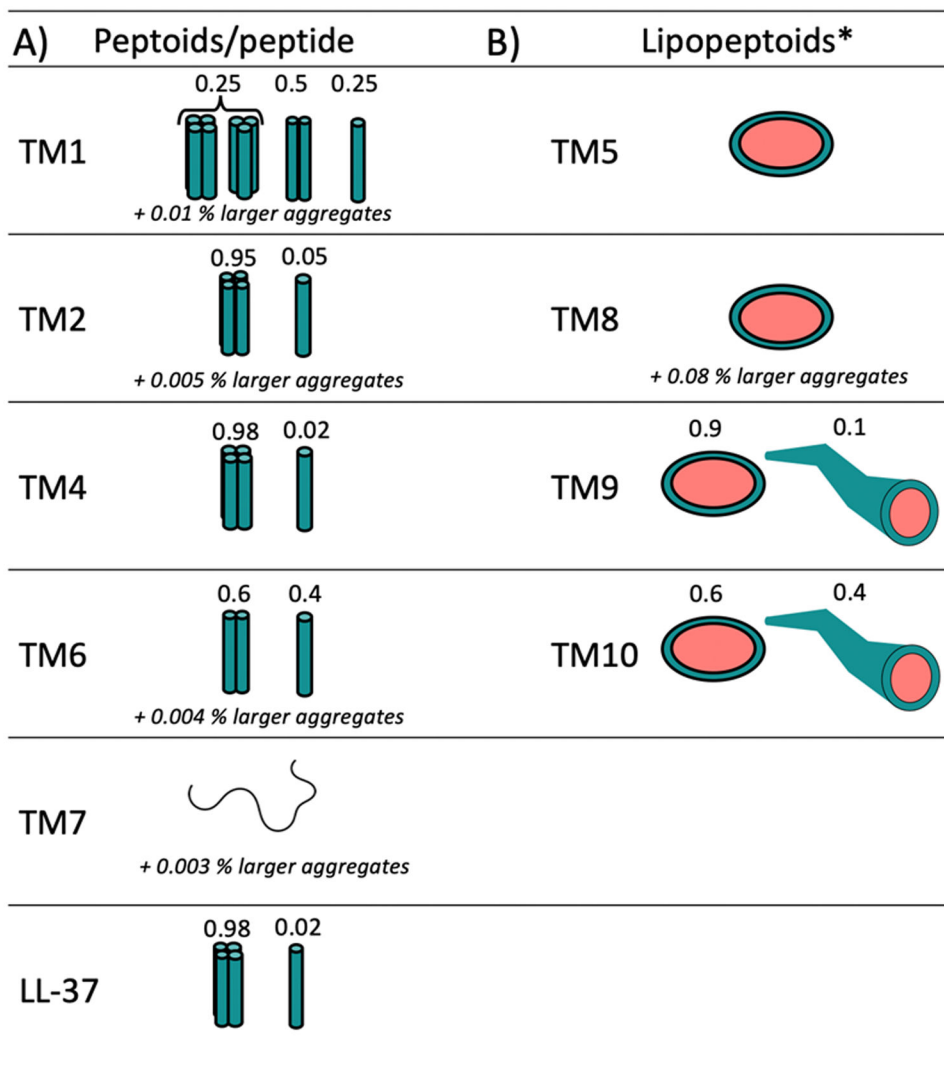 A) Peptoids/peptide B) Lipopeptoids*
0.25 0.5 0.25
TM1 TM5
+ 0.01 % larger aggregates
0.95 0.05
TM2 TM8
+ 0.005 % larger aggregates + 0.08 % larger aggregates
0.98 0.02 0.9 0.1
TM4 TM9
0.6 0.4 0.6 0.4
TM6 TM10
+ 0.004 % larger aggregates
TM7
+ 0.003 % larger aggregates
0.98 0.02
LL-37